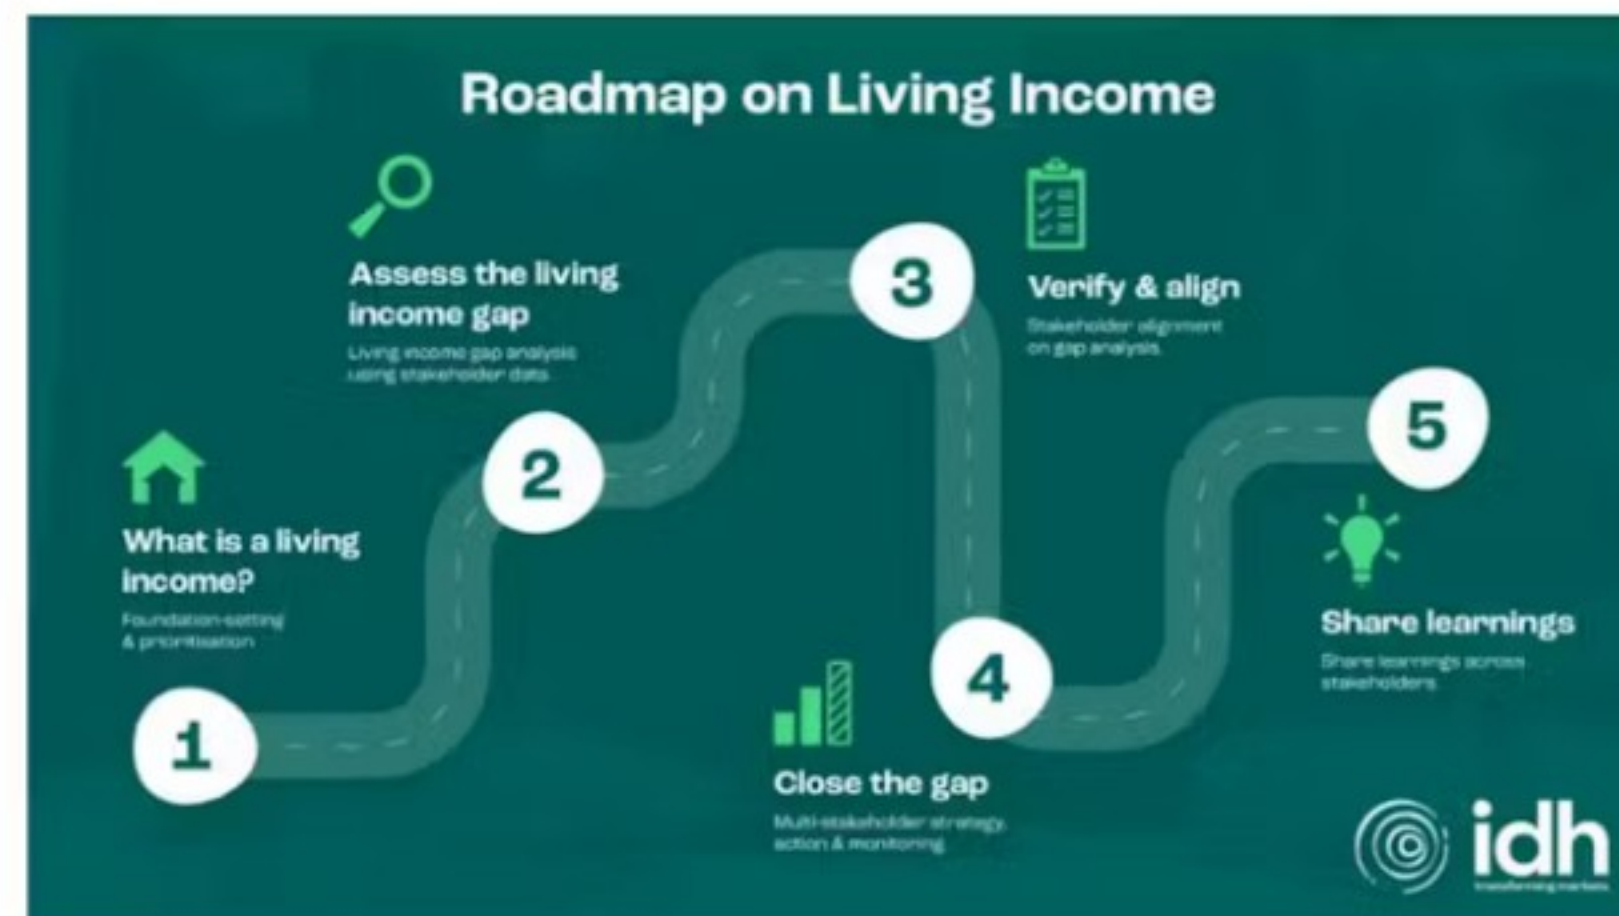 Roadmap on Living Income
1
What is a living
income?
Foundation-setting
& prioritisation
2
Assess the living
income gap
Living income gap analysis
using stakeholder data.
3
Verify & align
Stakeholder alignment
on gap analysis.
4
Close the gap
Multi-stakeholder strategy,
action & monitoring
5
Share learnings
Share learnings across
stakeholders
idh
transforming markets